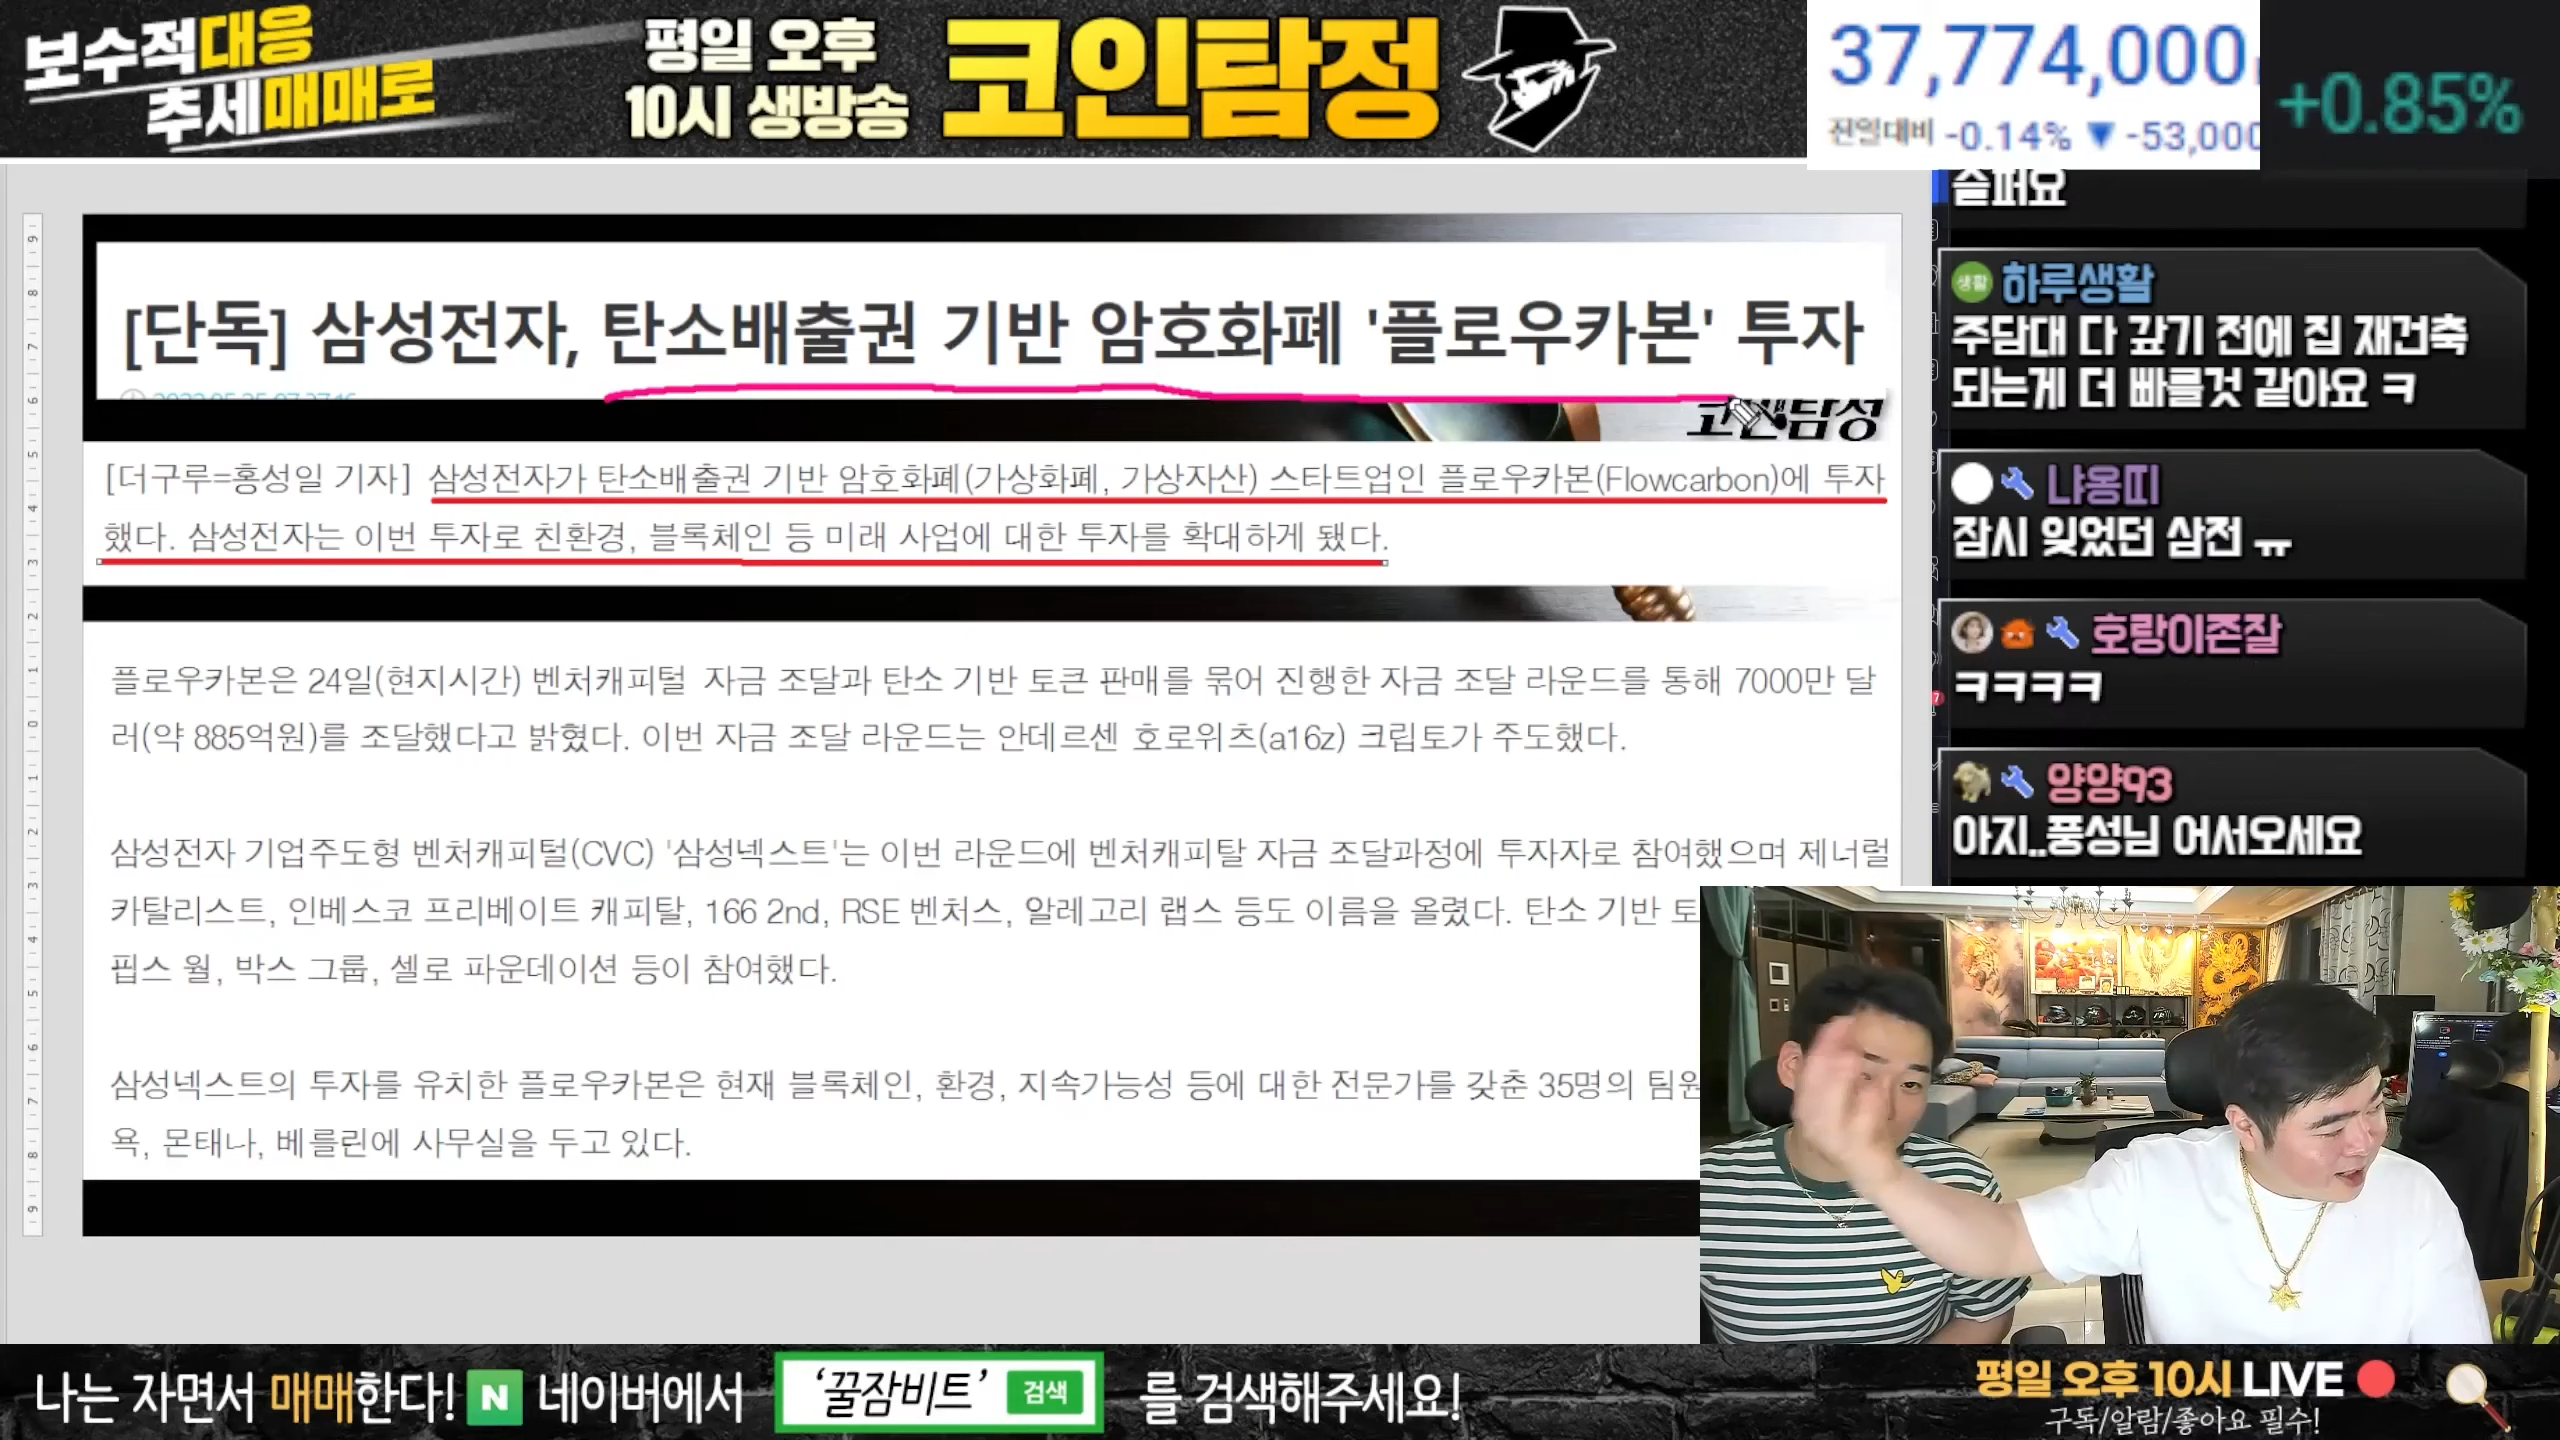 보수적대응
추세매매로
평일 오후
10시 생방송
코인탐정
37,774,000
전일대비 -0.14% ▼ -53,000
+0.85%
슬퍼요
생활 하루생활
주담대 다 갚기 전에 집 재건축
되는게 더 빠를것 같아요 ㅋ
냐옹띠
잠시 잊었던 삼전 ㅠ
호랑이존잘
ㅋㅋㅋㅋ
양양93
아지..풍성님 어서오세요
[단독] 삼성전자, 탄소배출권 기반 암호화폐 '플로우카본' 투자
코인탐정
[더구루=홍성일 기자] 삼성전자가 탄소배출권 기반 암호화폐(가상화폐, 가상자산) 스타트업인 플로우카본(Flowcarbon)에 투자
했다. 삼성전자는 이번 투자로 친환경, 블록체인 등 미래 사업에 대한 투자를 확대하게 됐다.
플로우카본은 24일(현지시간) 벤처캐피털 자금 조달과 탄소 기반 토큰 판매를 묶어 진행한 자금 조달 라운드를 통해 7000만 달
러(약 885억원)를 조달했다고 밝혔다. 이번 자금 조달 라운드는 안데르센 호로위츠(a16z) 크립토가 주도했다.
삼성전자 기업주도형 벤처캐피털(CVC) '삼성넥스트'는 이번 라운드에 벤처캐피탈 자금 조달과정에 투자자로 참여했으며 제너럴
카탈리스트, 인베스코 프리베이트 캐피탈, 166 2nd, RSE 벤처스, 알레고리 랩스 등도 이름을 올렸다. 탄소 기반 토
핍스 월, 박스 그룹, 셀로 파운데이션 등이 참여했다.
삼성넥스트의 투자를 유치한 플로우카본은 현재 블록체인, 환경, 지속가능성 등에 대한 전문가를 갖춘 35명의 팀원
욕, 몬태나, 베를린에 사무실을 두고 있다.
나는 자면서 매매한다! N 네이버에서 '꿀잠비트' 검색 를 검색해주세요!
평일 오후 10시 LIVE
구독/알람/좋아요 필수!